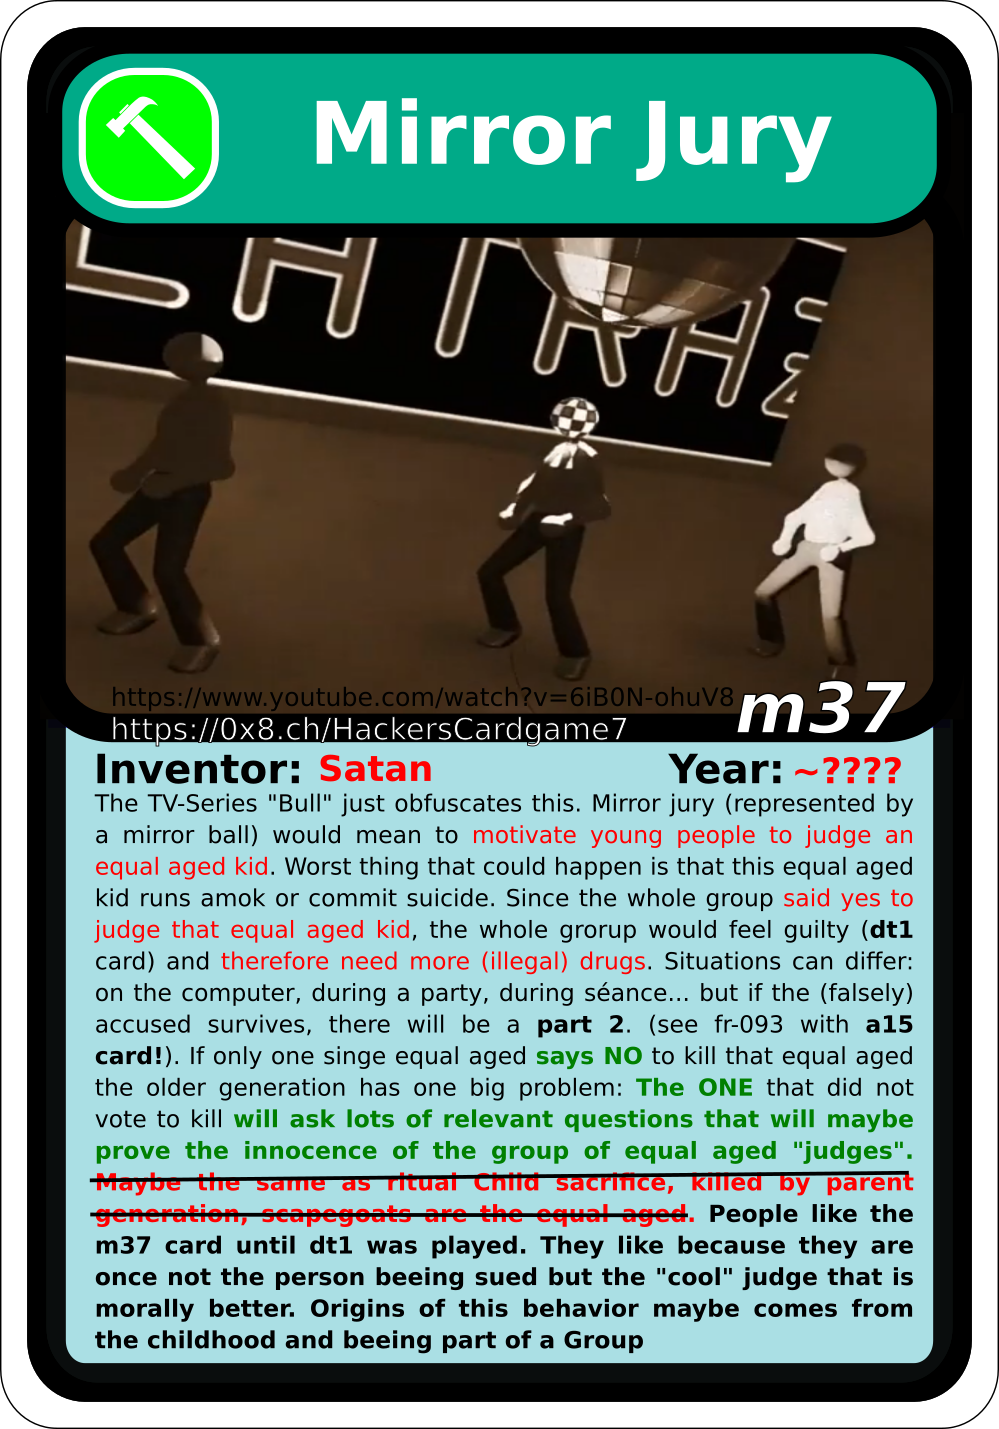 Mirror Jury
https://www.youtube.com/watch?v=6iB0N-ohuV8
https://0x8.ch/HackersCardgame7
m37
Inventor: Satan Year: ~????
The TV-Series "Bull" just obfuscates this. Mirror jury (represented by
a mirror ball) would mean to motivate young people to judge an
equal aged kid. Worst thing that could happen is that this equal aged
kid runs amok or commit suicide. Since the whole group said yes to
judge that equal aged kid, the whole grorup would feel guilty (dt1
card) and therefore need more (illegal) drugs. Situations can differ:
on the computer, during a party, during séance... but if the (falsely)
accused survives, there will be a part 2. (see fr-093 with a15
card!). If only one singe equal aged says NO to kill that equal aged
the older generation has one big problem: The ONE that did not
vote to kill will ask lots of relevant questions that will maybe
prove the innocence of the group of equal aged "judges".
Maybe the same as ritual Child sacrifice, killed by parent
generation, scapegoats are the equal aged. People like the
m37 card until dt1 was played. They like because they are
once not the person beeing sued but the "cool" judge that is
morally better. Origins of this behavior maybe comes from
the childhood and beeing part of a Group